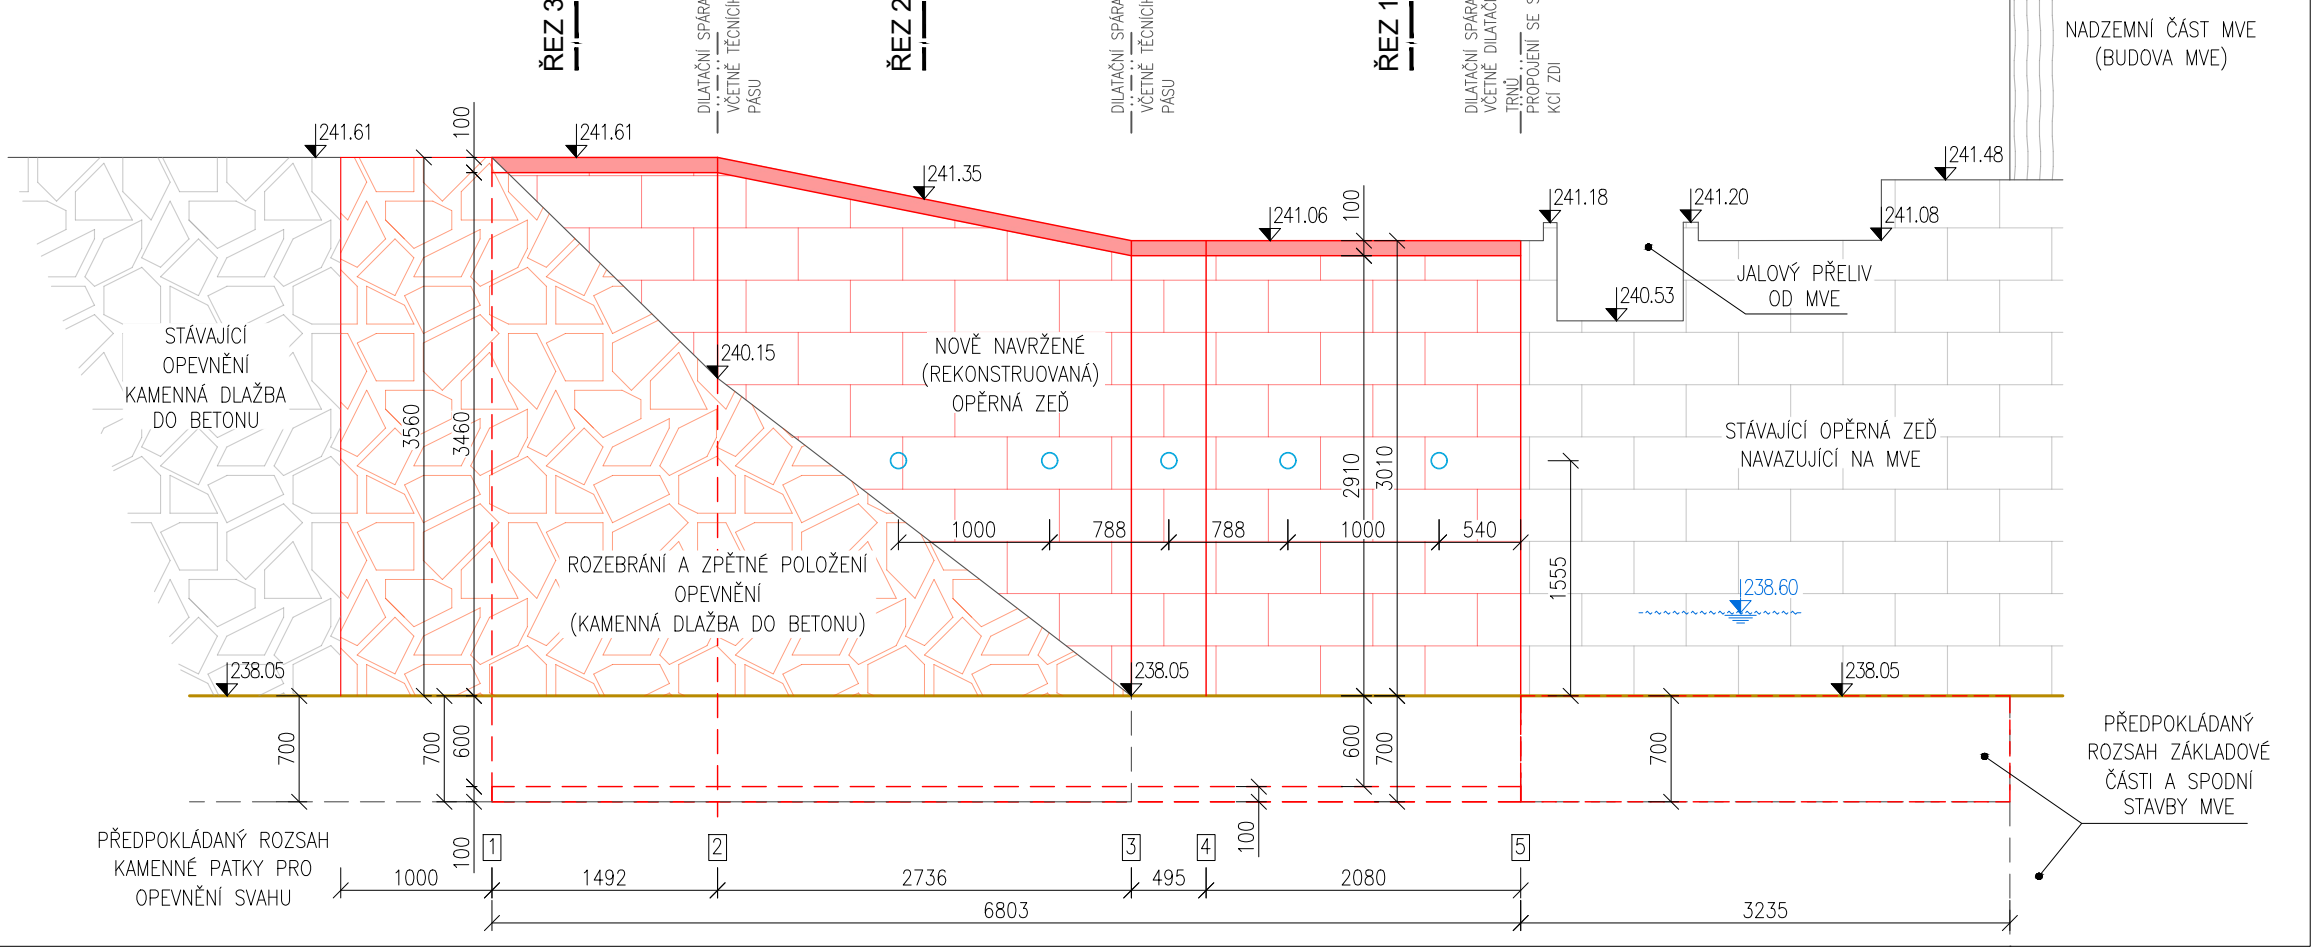 ŘEZ 3
DILATAČNÍ SPÁRA
VČETNĚ TĚCNÍCÍH
PÁSU
ŘEZ 2
DILATAČNÍ SPÁRA
VČETNĚ TĚCNÍCÍH
PÁSU
ŘEZ 1
DILATAČNÍ SPÁRA
VČETNĚ DILATAČ
TRNŮ
PROPOJENÍ SE S
KCÍ ZDI
NADZEMNÍ ČÁST MVE
(BUDOVA MVE)
241.61
100
241.61
241.35
241.06
100
241.18
241.20
241.08
241.48
240.53
JALOVÝ PŘELIV
OD MVE
STÁVAJÍCÍ
OPEVNĚNÍ
KAMENNÁ DLAŽBA
DO BETONU
3560
3460
240.15
NOVĚ NAVRŽENÉ
(REKONSTRUOVANÁ)
OPĚRNÁ ZEĎ
2910
3010
STÁVAJÍCÍ OPĚRNÁ ZEĎ
NAVAZUJÍCÍ NA MVE
1000
788
788
1000
540
1555
238.60
ROZEBRÁNÍ A ZPĚTNÉ POLOŽENÍ
OPEVNĚNÍ
(KAMENNÁ DLAŽBA DO BETONU)
238.05
238.05
238.05
700
700
600
600
700
700
PŘEDPOKLÁDANÝ
ROZSAH ZÁKLADOVÉ
ČÁSTI A SPODNÍ
STAVBY MVE
PŘEDPOKLÁDANÝ ROZSAH
KAMENNÉ PATKY PRO
OPEVNĚNÍ SVAHU
100
100
1
2
3
4
5
1000
1492
2736
495
2080
6803
3235